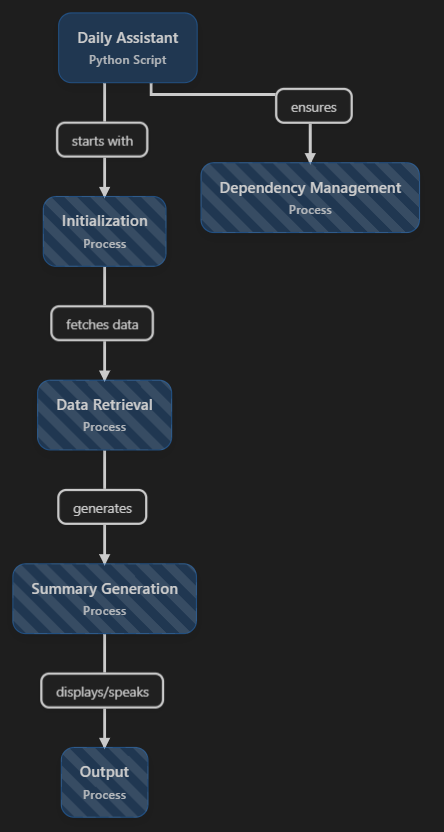 Daily Assistant
Python Script
ensures
starts with
Dependency Management
Process
Initialization
Process
fetches data
Data Retrieval
Process
generates
Summary Generation
Process
displays/speaks
Output
Process